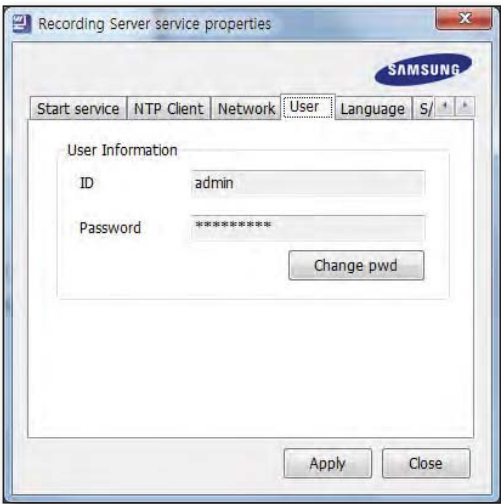 Recording Server service properties
SAMSUNG
Start service NTP Client Network User Language S/
User Information
ID admin
Password *********
Change pwd
Apply Close